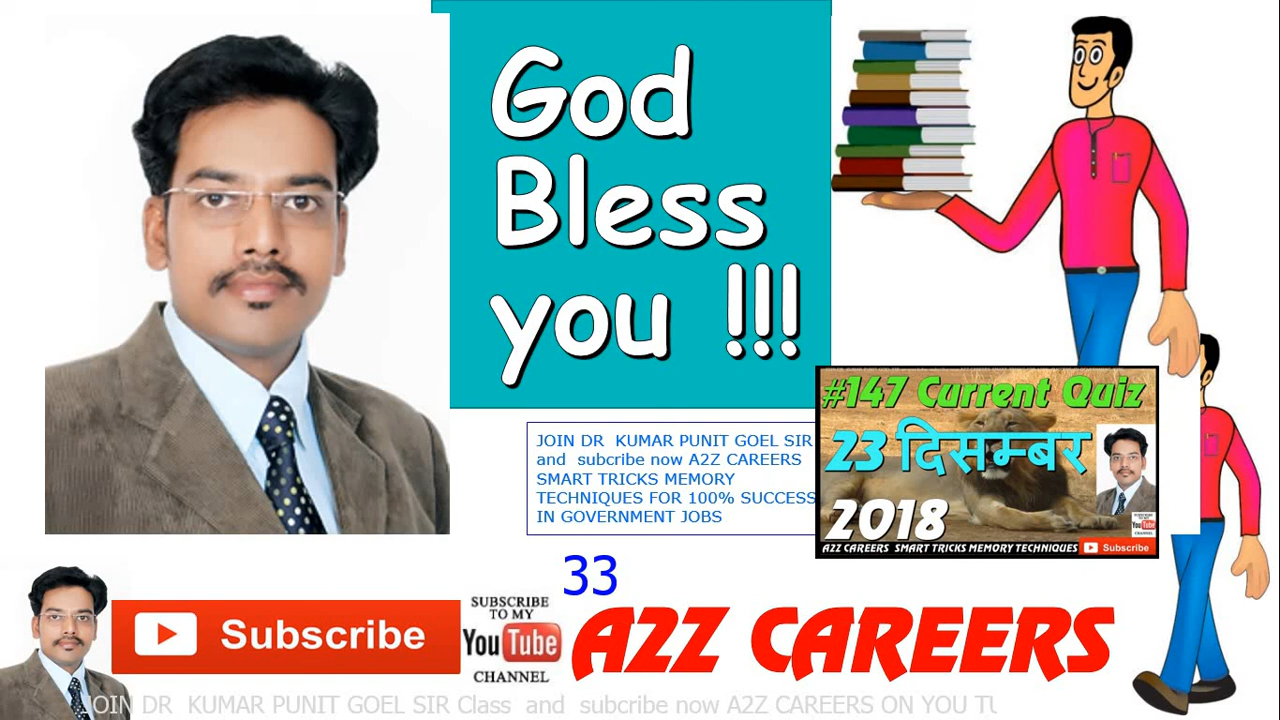 God
Bless
you !!!
JOIN DR KUMAR PUNIT GOEL SIR
and subcribe now A2Z CAREERS
SMART TRICKS MEMORY
TECHNIQUES FOR 100% SUCCESS
IN GOVERNMENT JOBS
#147 Current Quiz
23 दिसम्बर
2018
A2Z CAREERS SMART TRICKS MEMORY TECHNIQUES
Subscribe
33
Subscribe
SUBSCRIBE
TO MY
YouTube
CHANNEL
A2Z CAREERS
JOIN DR KUMAR PUNIT GOEL SIR Class and subcribe now A2Z CAREERS ON YOU TU